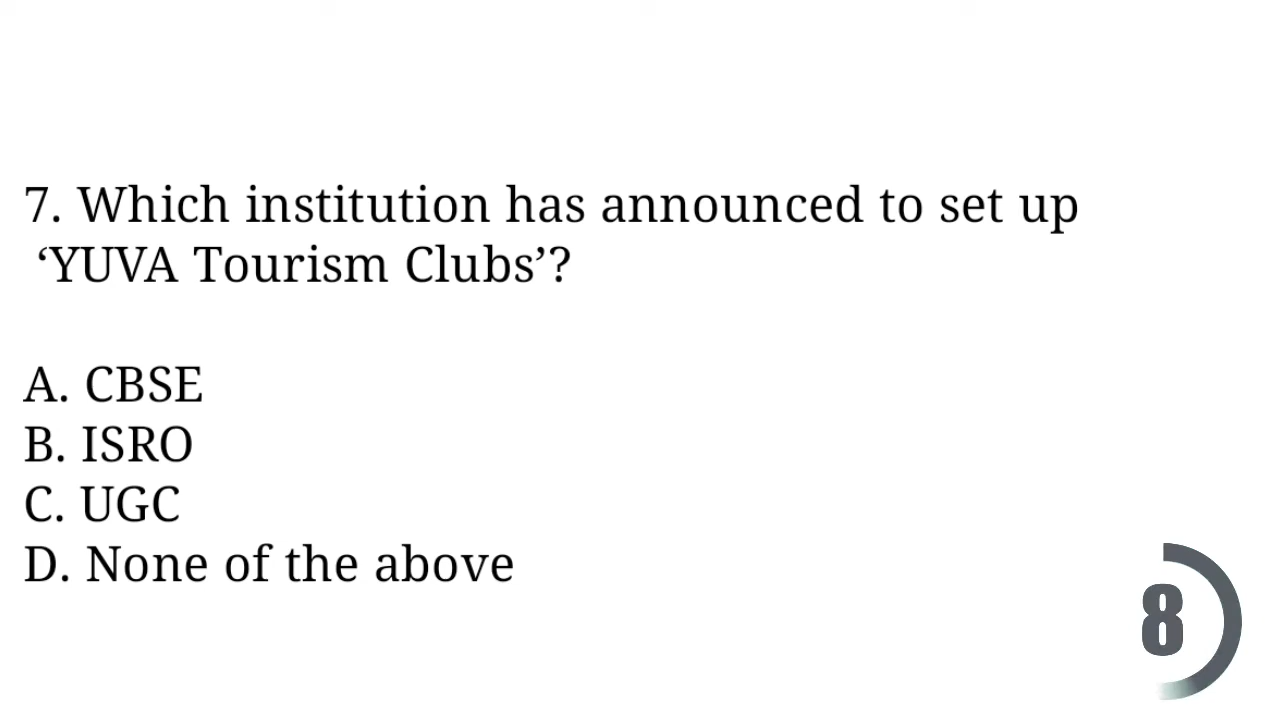 7. Which institution has announced to set up
‘YUVA Tourism Clubs’?
A. CBSE
B. ISRO
C. UGC
D. None of the above
8